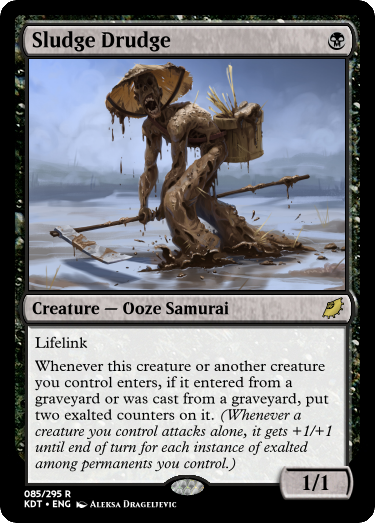 Sludge Drudge
Creature — Ooze Samurai
Lifelink
Whenever this creature or another creature
you control enters, if it entered from a
graveyard or was cast from a graveyard, put
two exalted counters on it. (Whenever a
creature you control attacks alone, it gets +1/+1
until end of turn for each instance of exalted
among permanents you control.)
1/1
085/295 R
KDT • ENG Aleksa Drageljevic